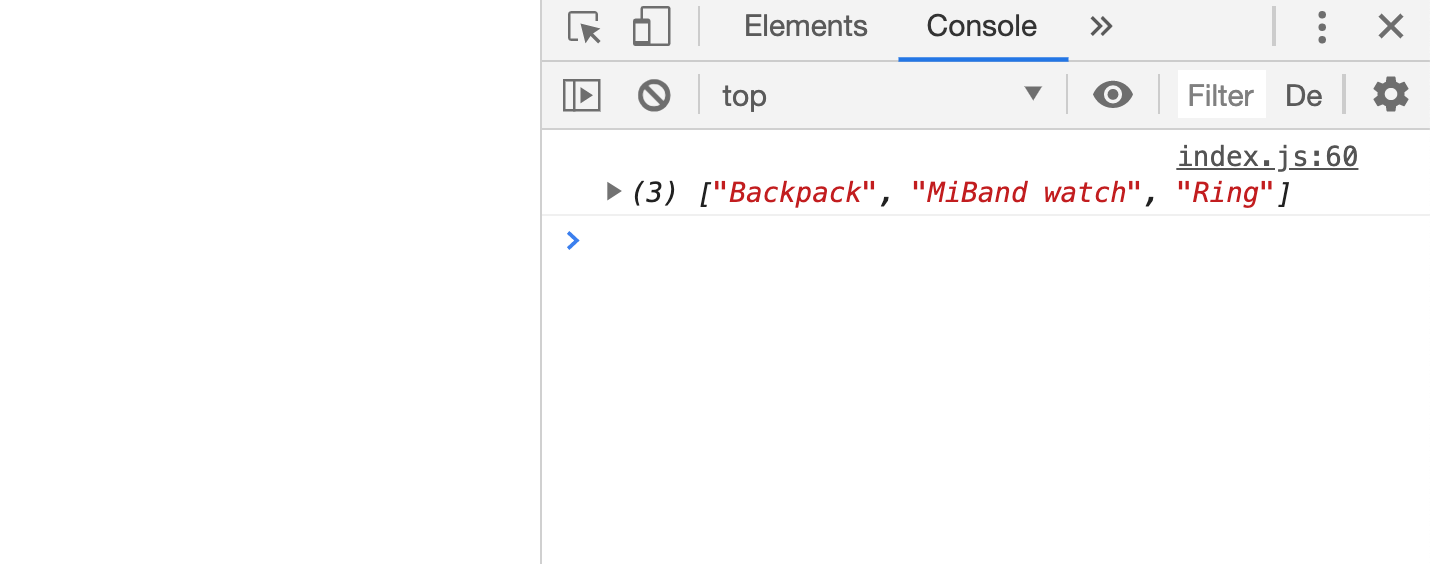 Elements Console
top Filter De
index.js:60
(3) ["Backpack", "MiBand watch", "Ring"]